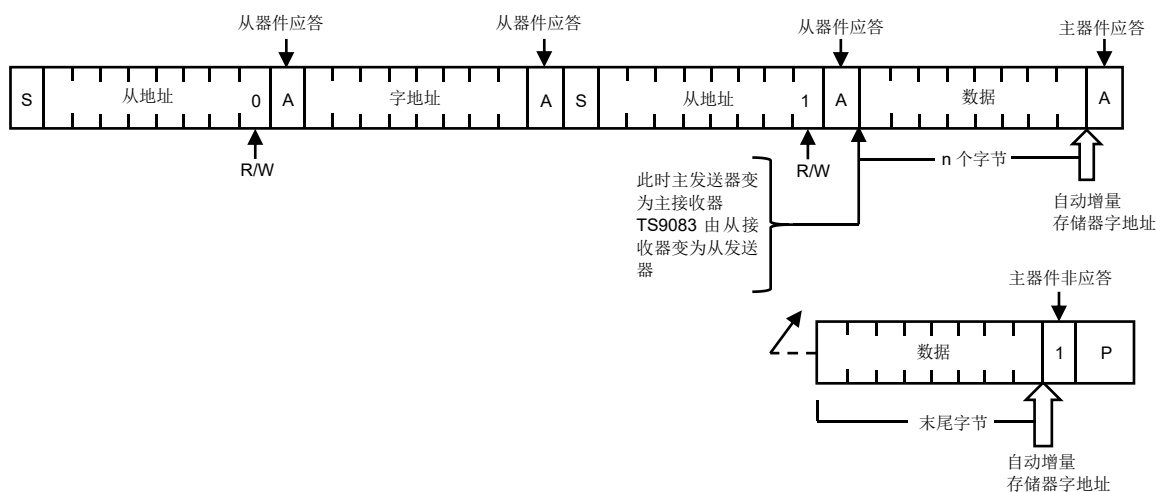 从器件应答
从器件应答
从器件应答
主器件应答
S
从地址
0
A
字地址
A
S
从地址
1
A
数据
A
R/W
R/W
n 个字节
此时主发送器变
为主接收器
TS9083 由从接
收器变为从发送
器
自动增量
存储器字地址
主器件非应答
数据
1
P
末尾字节
自动增量
存储器字地址